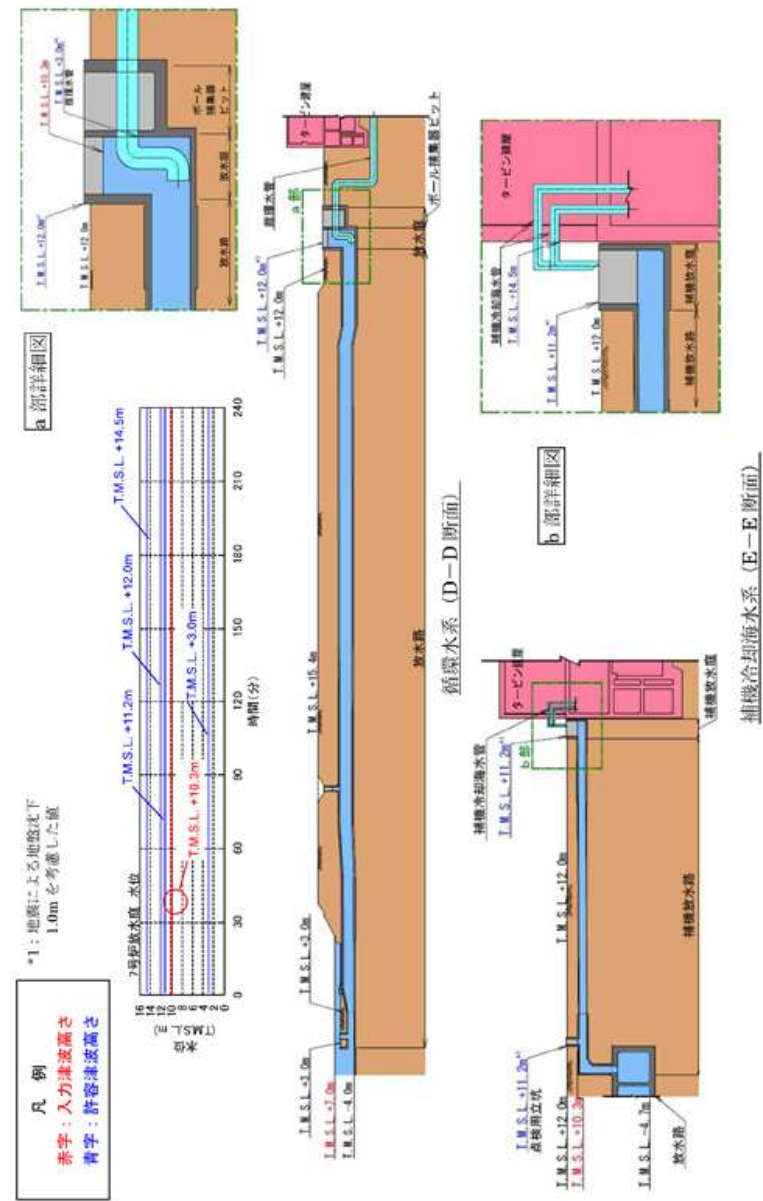 凡 例
赤字：入力津波高さ
青字：許容津波高さ
*1：地震による地盤沈下
1.0mを考慮した値
7号炉放水庭 水位
水位
(T.M.S.L. m)
16
14
12
10
8
6
4
2
0
0
30
60
90
120
150
180
210
240
時間(分)
T.M.S.L. +11.2m
T.M.S.L. +12.0m
T.M.S.L. +14.5m
T.M.S.L. +10.3m
T.M.S.L. +3.0m
a 部詳細図
T.M.S.L. +12.0m*1
T.M.S.L. +12.0m
T.M.S.L. +10.3m
T.M.S.L. +3.0m
循環水管
放水路
放水庭
ボール捕集器
ピット
T.M.S.L. +3.0m
T.M.S.L. +7.0m
T.M.S.L. -4.0m
T.M.S.L. +3.0m
T.M.S.L. +15.4m
T.M.S.L. +12.0m*1
T.M.S.L. +12.0m
循環水管
a 部
タービン建屋
放水路
放水庭
ボール捕集器ピット
循環水系（D－D 断面）
T.M.S.L. +11.2m*1
点検用立坑
T.M.S.L. +12.0m
T.M.S.L. +10.3m
T.M.S.L. -4.7m
放水路
T.M.S.L. +12.0m
補機冷却海水管
T.M.S.L. +11.2m*1
b 部
タービン建屋
補機放水路
補機放水庭
b 部詳細図
補機冷却海水管
T.M.S.L. +14.5m
T.M.S.L. +11.2m*1
T.M.S.L. +12.0m
タービン建屋
補機放水路
補機放水庭
補機冷却海水系（E－E 断面）